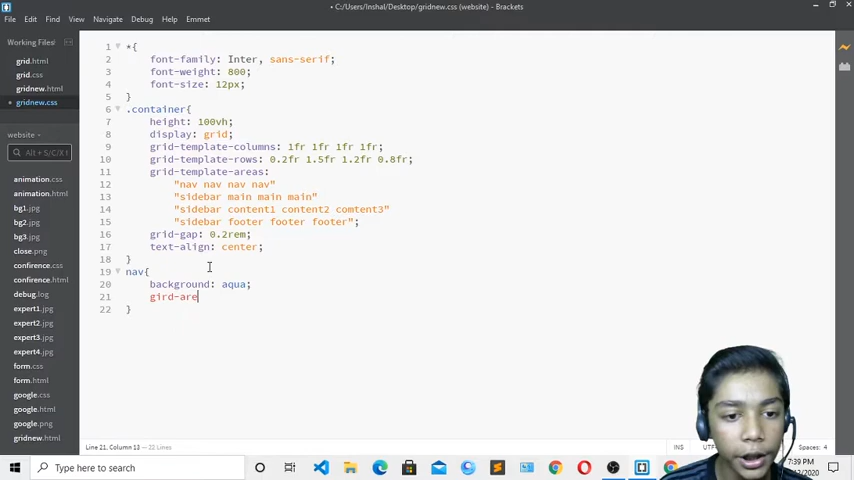 • C:/Users/Inshal/Desktop/gridnew.css (website) - Brackets
File Edit Find View Navigate Debug Help Emmet
Working Files
grid.html
grid.css
gridnew.html
gridnew.css
website
Alt + S/C/X t
animation.css
animation.html
bg1.jpg
bg2.jpg
bg3.jpg
close.png
confirence.css
confirence.html
debug.log
expert1.jpg
expert2.jpg
expert3.jpg
expert4.jpg
form.css
form.html
google.css
google.html
google.png
gridnew.html
1 *{
2 font-family: Inter, sans-serif;
3 font-weight: 800;
4 font-size: 12px;
5 }
6 .container{
7 height: 100vh;
8 display: grid;
9 grid-template-columns: 1fr 1fr 1fr 1fr;
10 grid-template-rows: 0.2fr 1.5fr 1.2fr 0.8fr;
11 grid-template-areas:
12 "nav nav nav nav"
13 "sidebar main main main"
14 "sidebar content1 content2 comtent3"
15 "sidebar footer footer footer";
16 grid-gap: 0.2rem;
17 text-align: center;
18 }
19 nav{
20 background: aqua;
21 gird-are
22 }
Line 21, Column 13 — 22 Lines
INS
Spaces: 4
Type here to search
7:39 PM